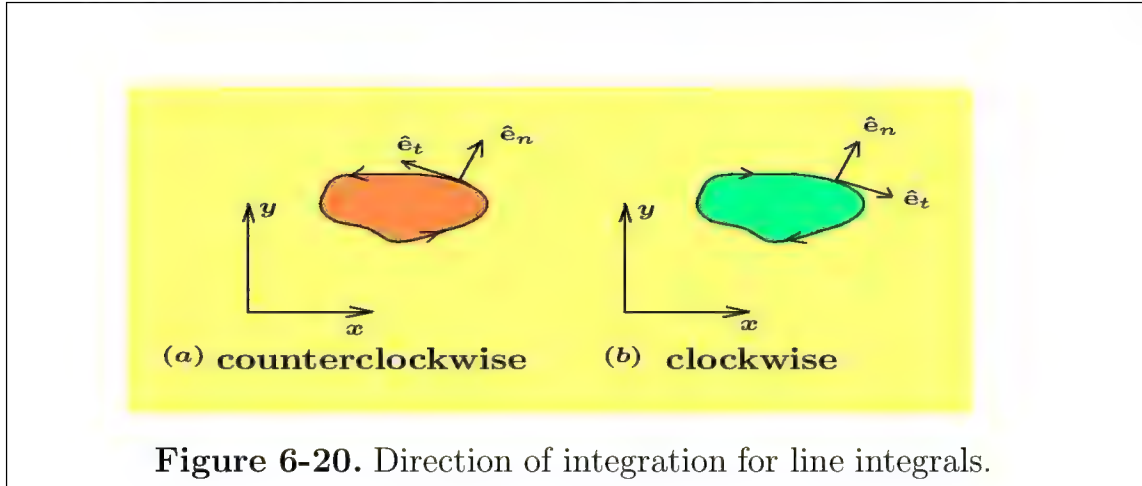 ê_t ê_n
y
x
(a) counterclockwise
ê_n
ê_t
y
x
(b) clockwise
Figure 6-20. Direction of integration for line integrals.